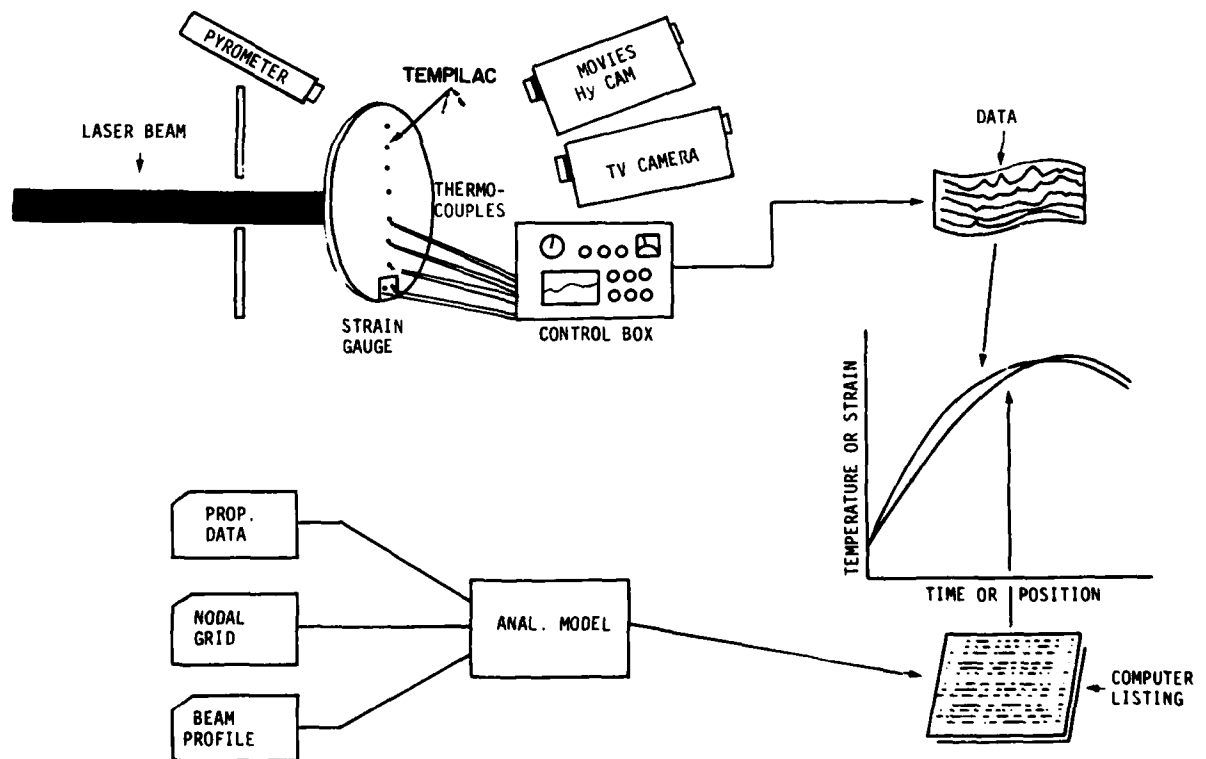 PYROMETER
TEMPILAC
MOVIES
Hy CAM
LASER BEAM
TV CAMERA
DATA
THERMO-
COUPLES
STRAIN
GAUGE
CONTROL BOX
TEMPERATURE OR STRAIN
TIME OR POSITION
PROP.
DATA
NODAL
GRID
BEAM
PROFILE
ANAL. MODEL
COMPUTER
LISTING